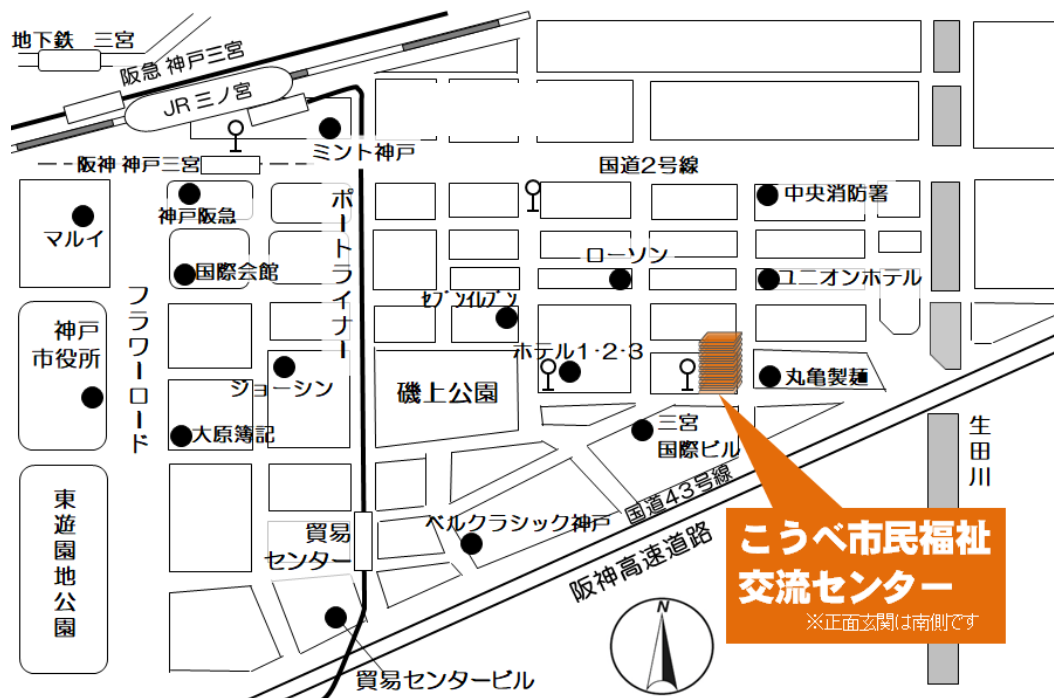 地下鉄 三宮
阪急 神戸三宮
JR 三ノ宮
ミント神戸
阪神 神戸三宮
国道2号線
中央消防署
神戸阪急
マルイ
ポートライナー
国際会館
ローソン
ユニオンホテル
フラワーロード
セブンイレブン
神戸
市役所
ホテル1・2・3
ジョーシン
磯上公園
丸亀製麺
大原簿記
三宮
国際ビル
生田川
国道43号線
東遊園地公園
貿易
センター
ベルクラシック神戸
阪神高速道路
こうべ市民福祉
交流センター
※正面玄関は南側です
N
貿易センタービル